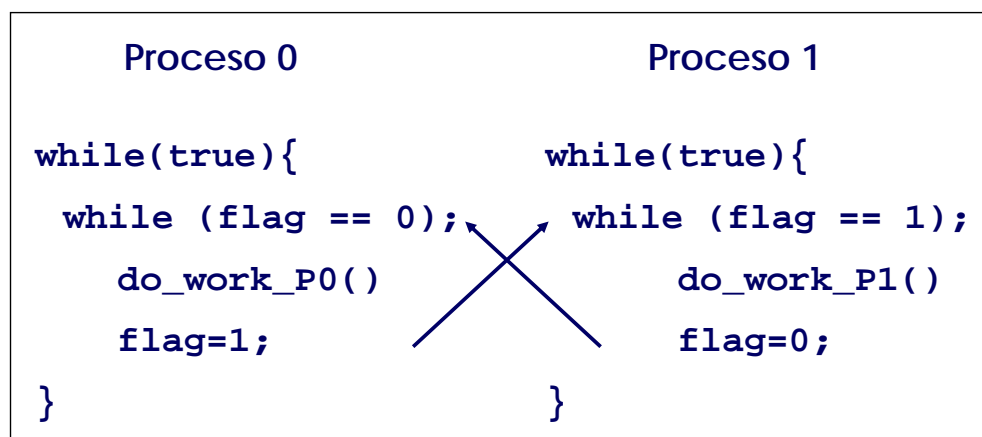 Proceso 0
while(true){
while (flag == 0);
do_work_P0()
flag=1;
}
Proceso 1
while(true){
while (flag == 1);
do_work_P1()
flag=0;
}